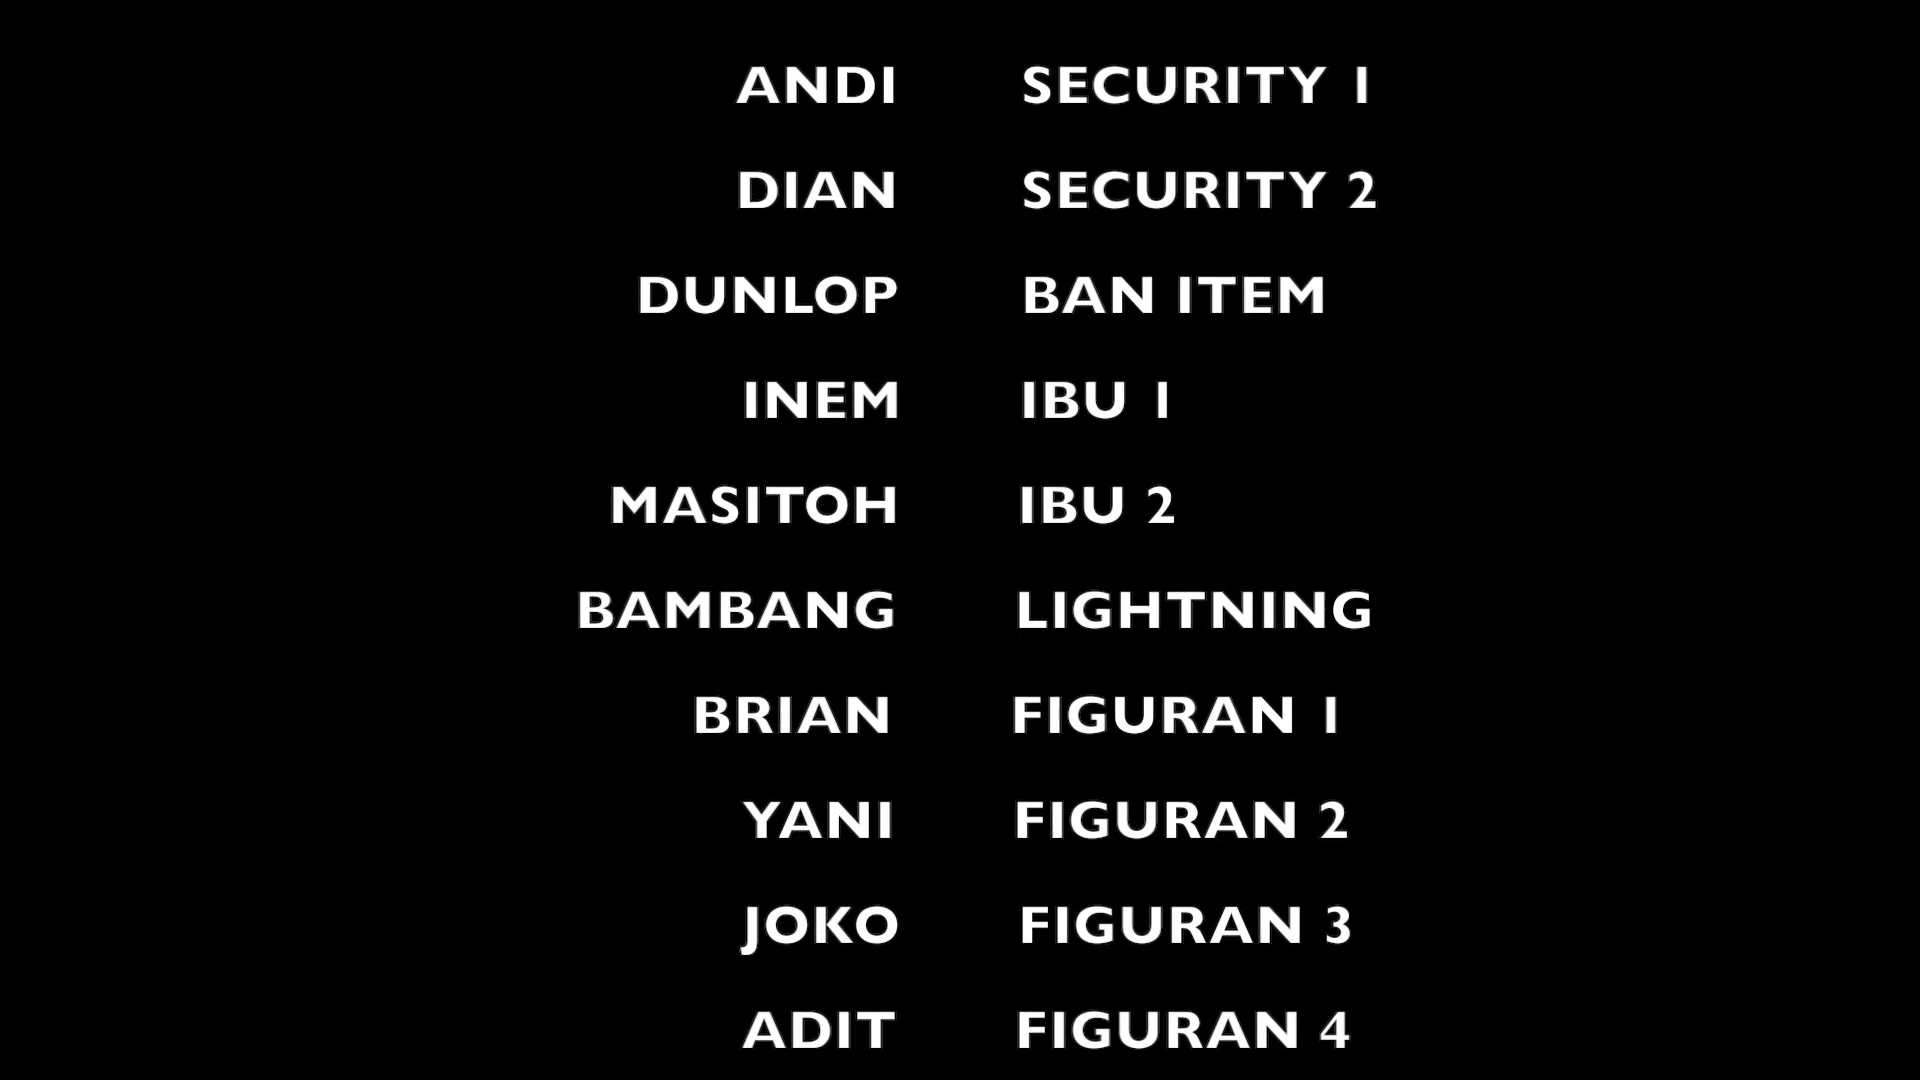 ANDI SECURITY 1
DIAN SECURITY 2
DUNLOP BAN ITEM
INEM IBU 1
MASITOH IBU 2
BAMBANG LIGHTNING
BRIAN FIGURAN 1
YANI FIGURAN 2
JOKO FIGURAN 3
ADIT FIGURAN 4